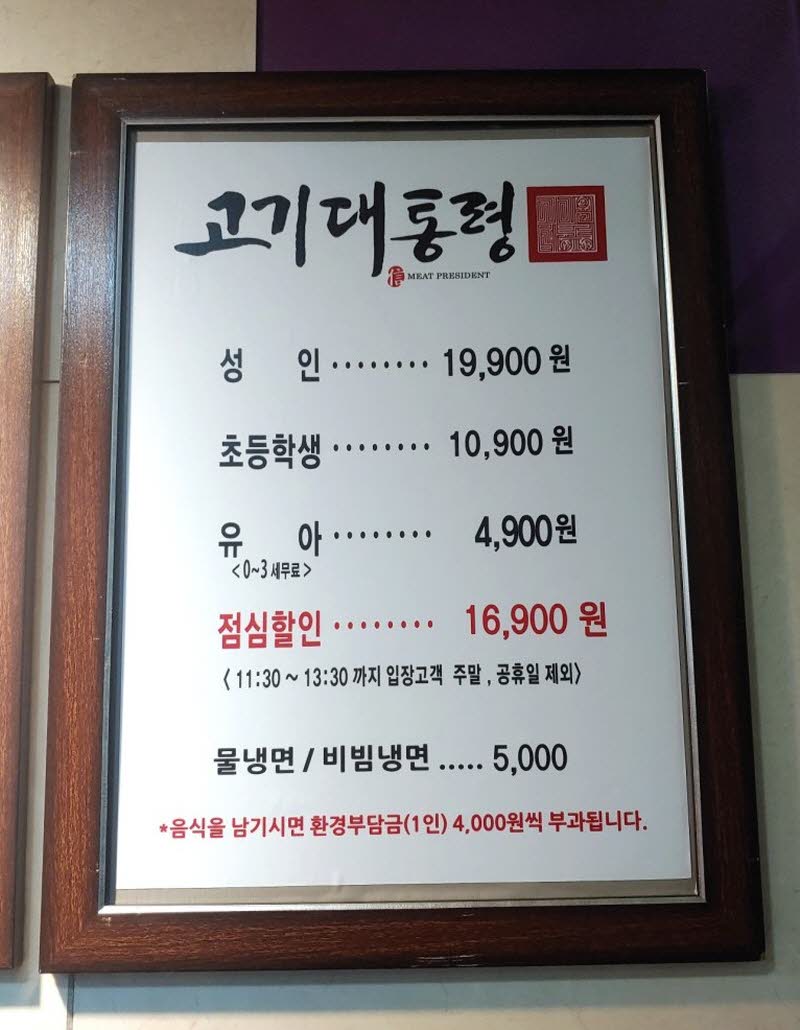 고기대통령
MEAT PRESIDENT
성 인 ········ 19,900 원
초등학생 ········ 10,900 원
유 아 ········ 4,900원
<0~3 세무료>
점심할인 ········ 16,900 원
< 11:30 ~ 13:30 까지 입장고객 주말 , 공휴일 제외>
물냉면 / 비빔냉면 ..... 5,000
*음식을 남기시면 환경부담금(1인) 4,000원씩 부과됩니다.